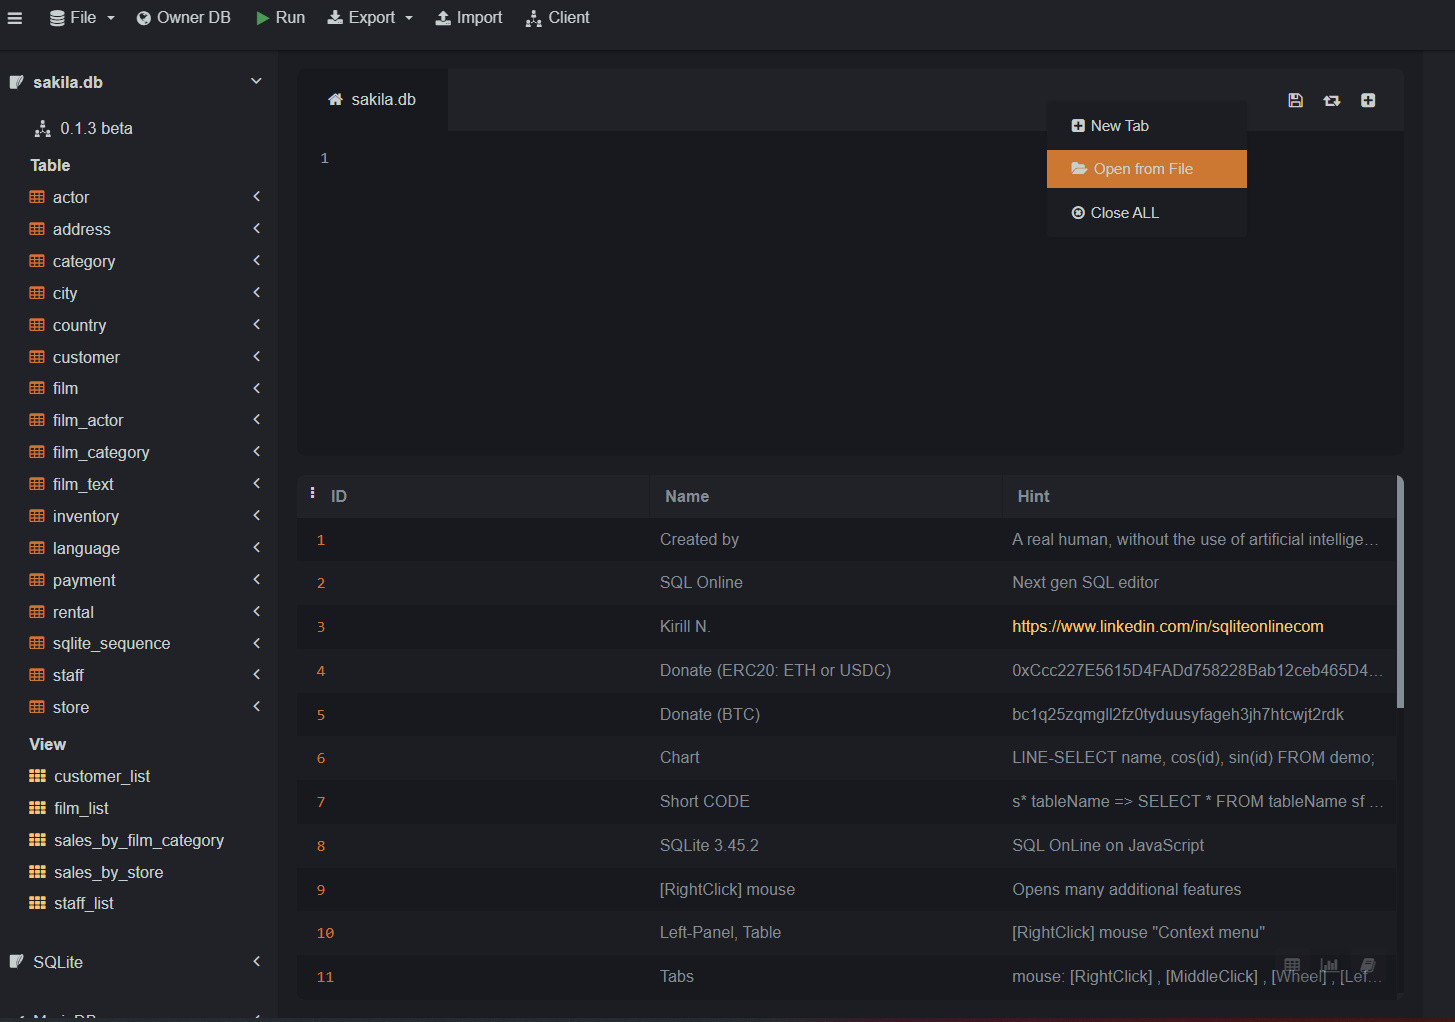 File Owner DB Run Export Import Client
sakila.db
0.1.3 beta
Table
actor
address
category
city
country
customer
film
film_actor
film_category
film_text
inventory
language
payment
rental
sqlite_sequence
staff
store
View
customer_list
film_list
sales_by_film_category
sales_by_store
staff_list
SQLite
sakila.db
1
New Tab
Open from File
Close ALL
ID Name Hint
1 Created by A real human, without the use of artificial intellige...
2 SQL Online Next gen SQL editor
3 Kirill N. https://www.linkedin.com/in/sqliteonlinecom
4 Donate (ERC20: ETH or USDC) 0xCcc227E5615D4FADd758228Bab12ceb465D4...
5 Donate (BTC) bc1q25zqmgll2fz0tyduusyfageh3jh7htcwjt2rdk
6 Chart LINE-SELECT name, cos(id), sin(id) FROM demo;
7 Short CODE s* tableName => SELECT * FROM tableName sf ...
8 SQLite 3.45.2 SQL OnLine on JavaScript
9 [RightClick] mouse Opens many additional features
10 Left-Panel, Table [RightClick] mouse "Context menu"
11 Tabs mouse: [RightClick] , [MiddleClick] , [Wheel] , [Lef...